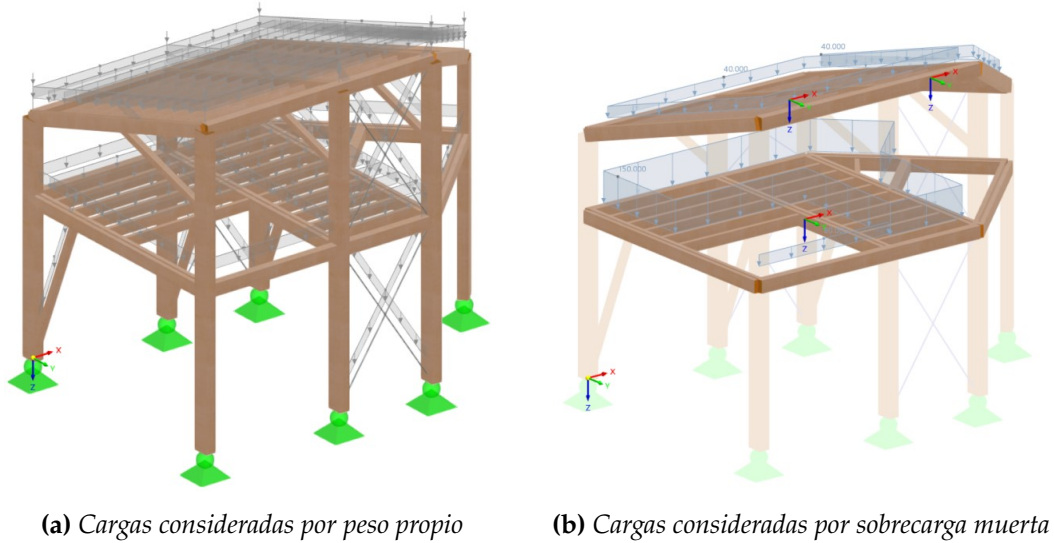 40.000
40.000
150.000
X
Y
Z
X
Y
Z
X
Y
Z
X
Y
Z
X
Y
Z
(a) Cargas consideradas por peso propio
(b) Cargas consideradas por sobrecarga muerta